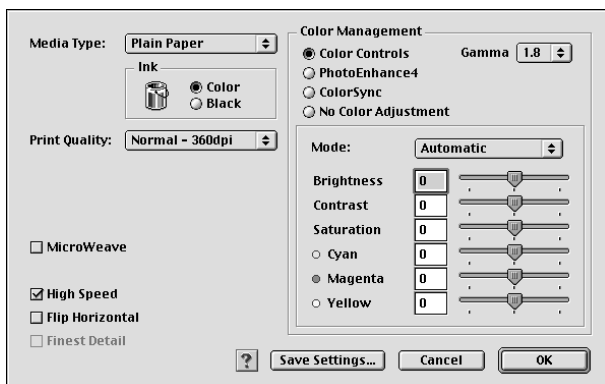 Media Type: Plain Paper
Ink
Color
Black
Print Quality: Normal - 360dpi
MicroWeave
High Speed
Flip Horizontal
Finest Detail
Color Management
Color Controls
Gamma 1.8
PhotoEnhance4
ColorSync
No Color Adjustment
Mode: Automatic
Brightness 0
Contrast 0
Saturation 0
Cyan 0
Magenta 0
Yellow 0
? Save Settings... Cancel OK